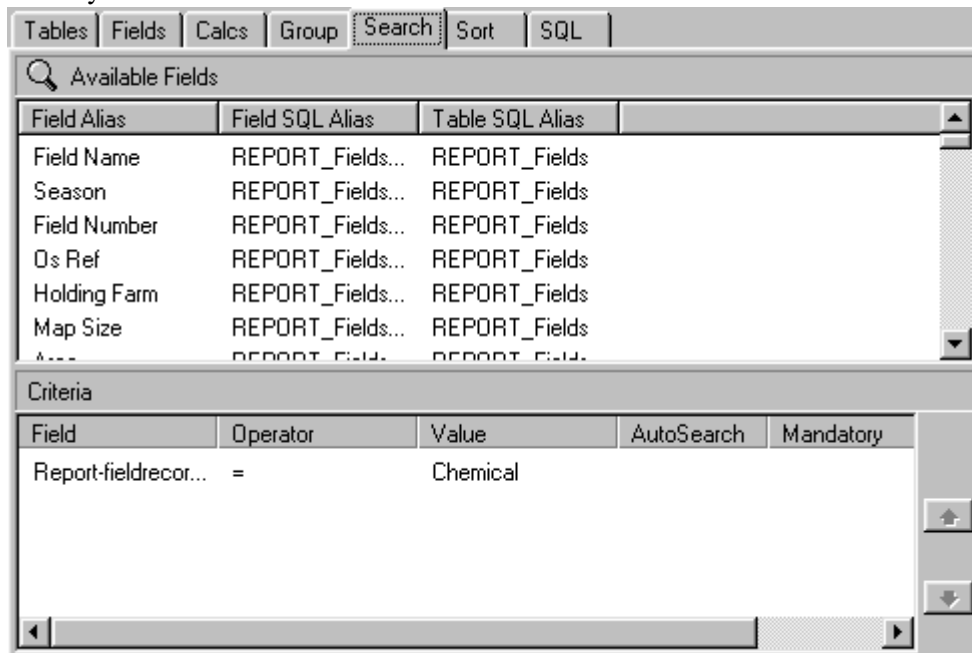 Tables Fields Calcs Group Search Sort SQL
Available Fields
Field Alias Field SQL Alias Table SQL Alias
Field Name REPORT_Fields... REPORT_Fields
Season REPORT_Fields... REPORT_Fields
Field Number REPORT_Fields... REPORT_Fields
Os Ref REPORT_Fields... REPORT_Fields
Holding Farm REPORT_Fields... REPORT_Fields
Map Size REPORT_Fields... REPORT_Fields
Criteria
Field Operator Value AutoSearch Mandatory
Report-fieldrecor... = Chemical